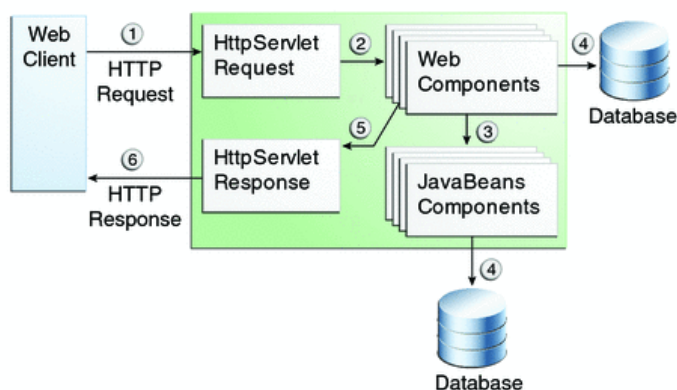 Web
Client
1
HTTP
Request
HttpServlet
Request
2
Web
Components
4
Database
3
5
HttpServlet
Response
6
HTTP
Response
JavaBeans
Components
4
Database